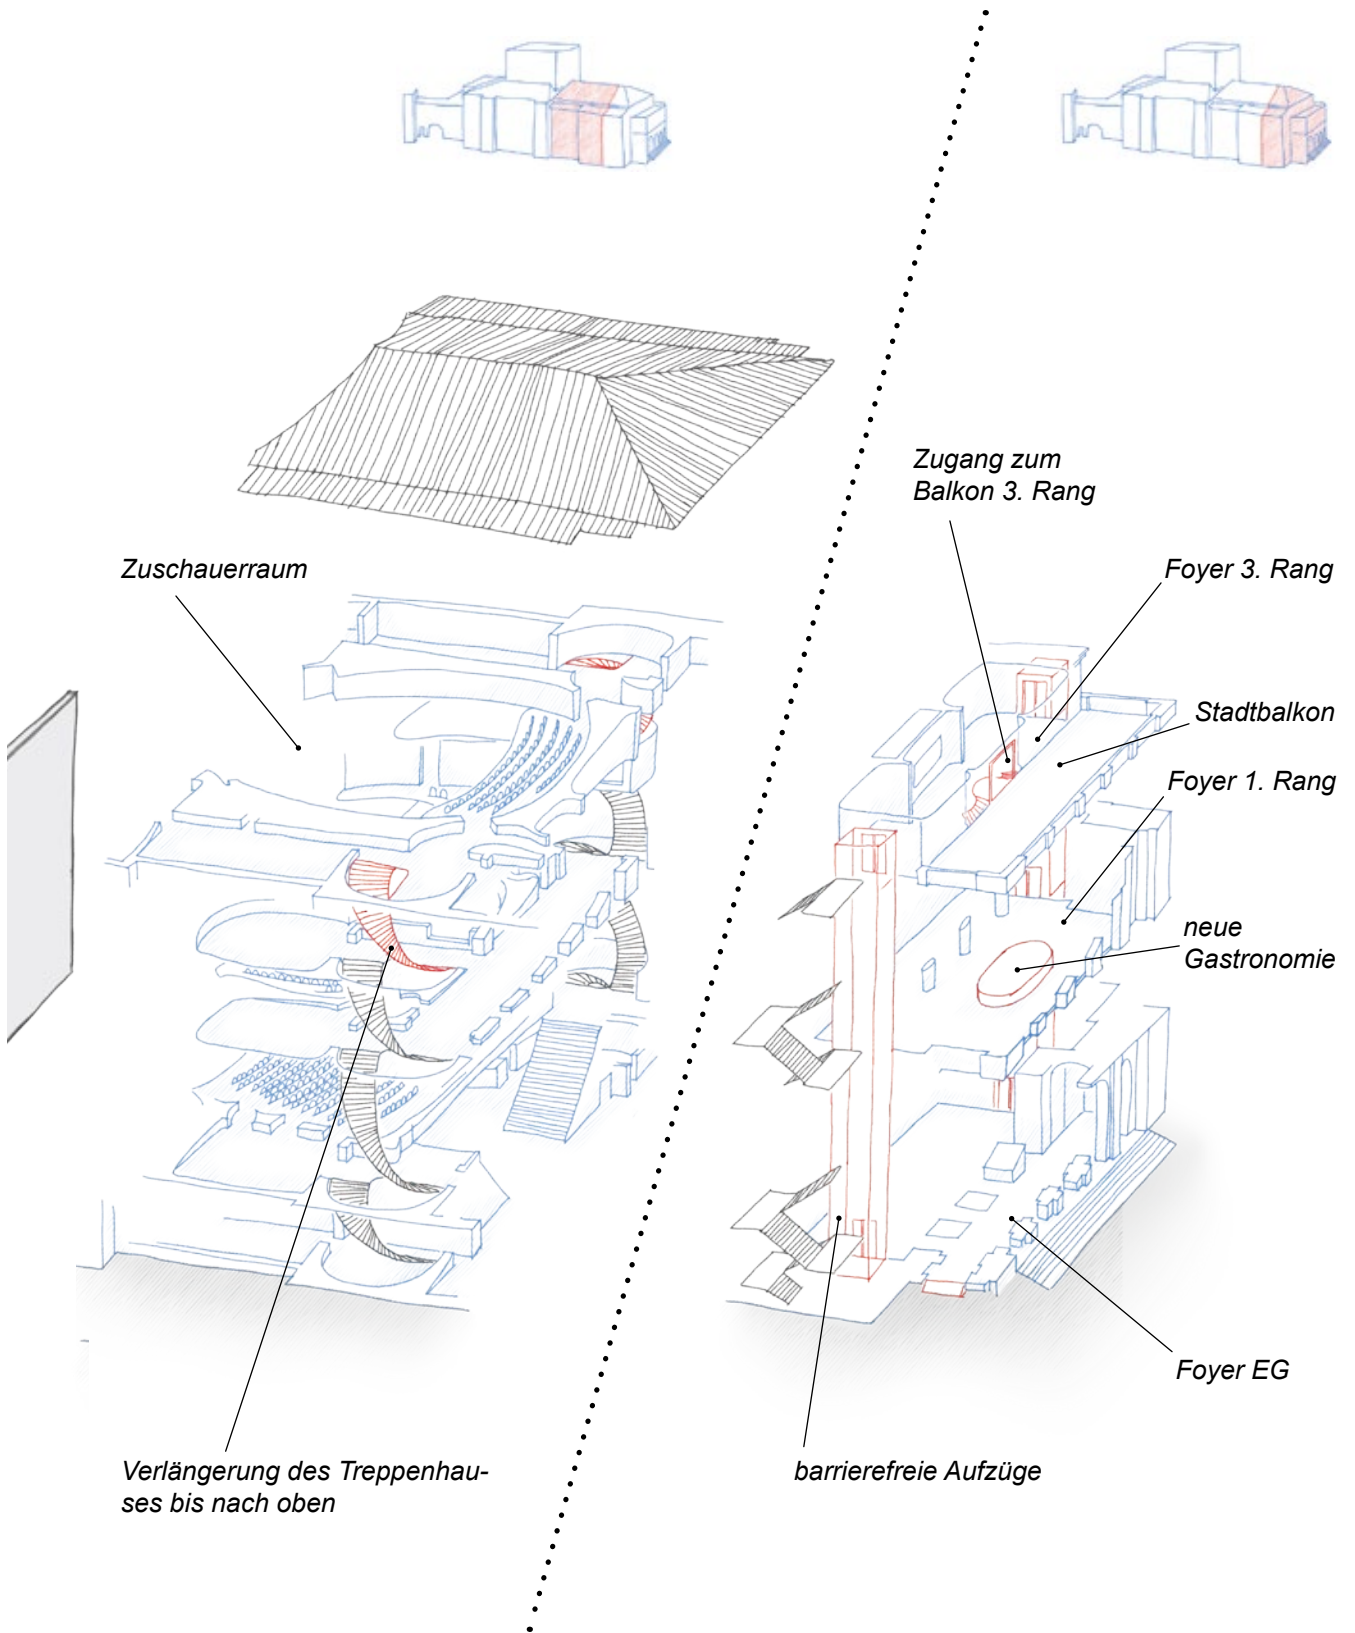 Zugang zum
Balkon 3. Rang
Zuschauerraum
Foyer 3. Rang
Stadtbalkon
Foyer 1. Rang
neue
Gastronomie
Foyer EG
Verlängerung des Treppenhau-
ses bis nach oben
barrierefreie Aufzüge